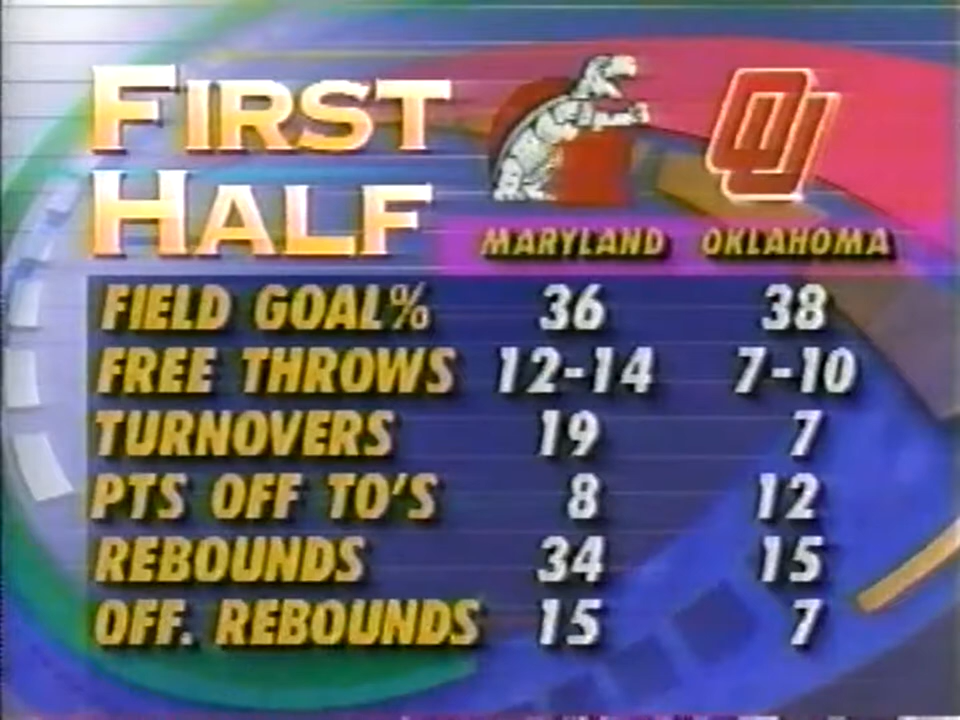 FIRST
HALF
OU
MARYLAND OKLAHOMA
FIELD GOAL% 36 38
FREE THROWS 12-14 7-10
TURNOVERS 19 7
PTS OFF TO'S 8 12
REBOUNDS 34 15
OFF. REBOUNDS 15 7